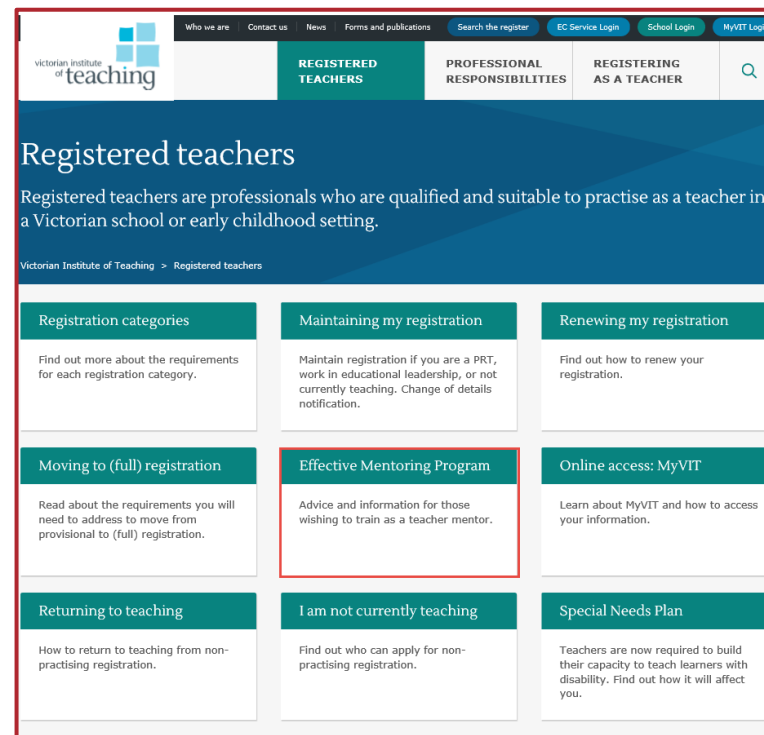 Who we are
Contact us
News
Forms and publications
Search the register
EC Service Login
School Login
MyVIT Login
victorian institute
of teaching
REGISTERED
TEACHERS
PROFESSIONAL
RESPONSIBILITIES
REGISTERING
AS A TEACHER
Registered teachers
Registered teachers are professionals who are qualified and suitable to practise as a teacher in
a Victorian school or early childhood setting.
Victorian Institute of Teaching > Registered teachers
Registration categories
Find out more about the requirements
for each registration category.
Maintaining my registration
Maintain registration if you are a PRT,
work in educational leadership, or not
currently teaching. Change of details
notification.
Renewing my registration
Find out how to renew your
registration.
Moving to (full) registration
Read about the requirements you will
need to address to move from
provisional to (full) registration.
Effective Mentoring Program
Advice and information for those
wishing to train as a teacher mentor.
Online access: MyVIT
Learn about MyVIT and how to access
your information.
Returning to teaching
How to return to teaching from non-
practising registration.
I am not currently teaching
Find out who can apply for non-
practising registration.
Special Needs Plan
Teachers are now required to build
their capacity to teach learners with
disability. Find out how it will affect
you.